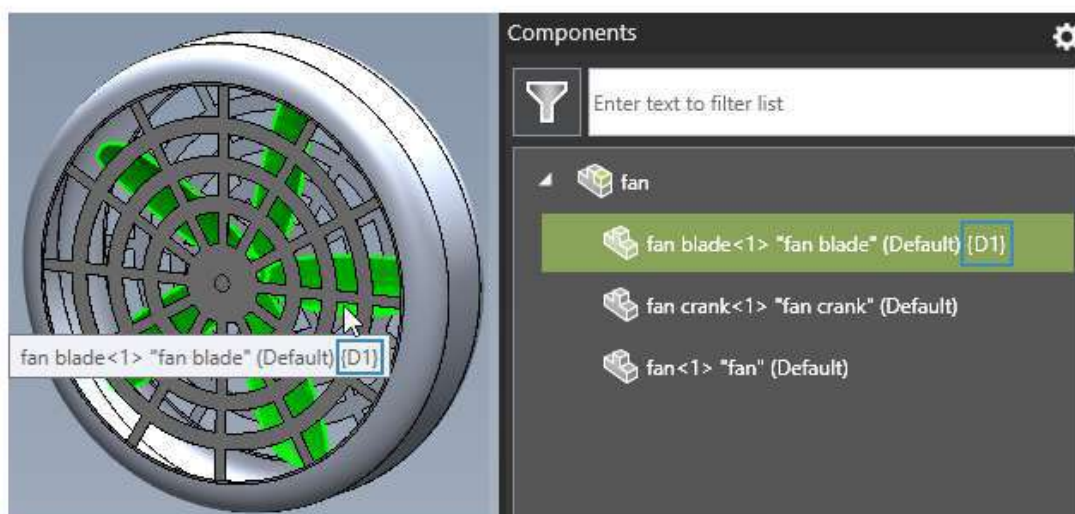 Components
Enter text to filter list
fan
fan blade<1> "fan blade" (Default) {D1}
fan crank<1> "fan crank" (Default)
fan<1> "fan" (Default)
fan blade<1> "fan blade" (Default) {D1}